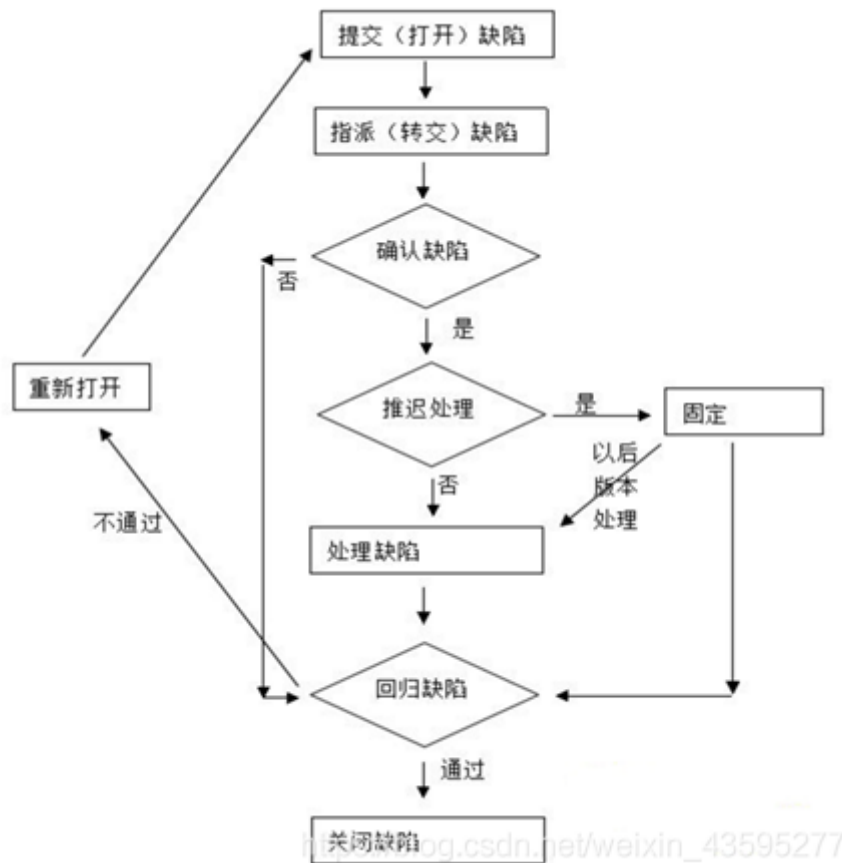 提交（打开）缺陷
指派（转交）缺陷
确认缺陷
否
是
重新打开
推迟处理
是
固定
以后
版本
处理
否
不通过
处理缺陷
回归缺陷
通过
关闭缺陷
https://blog.csdn.net/weixin_43595277